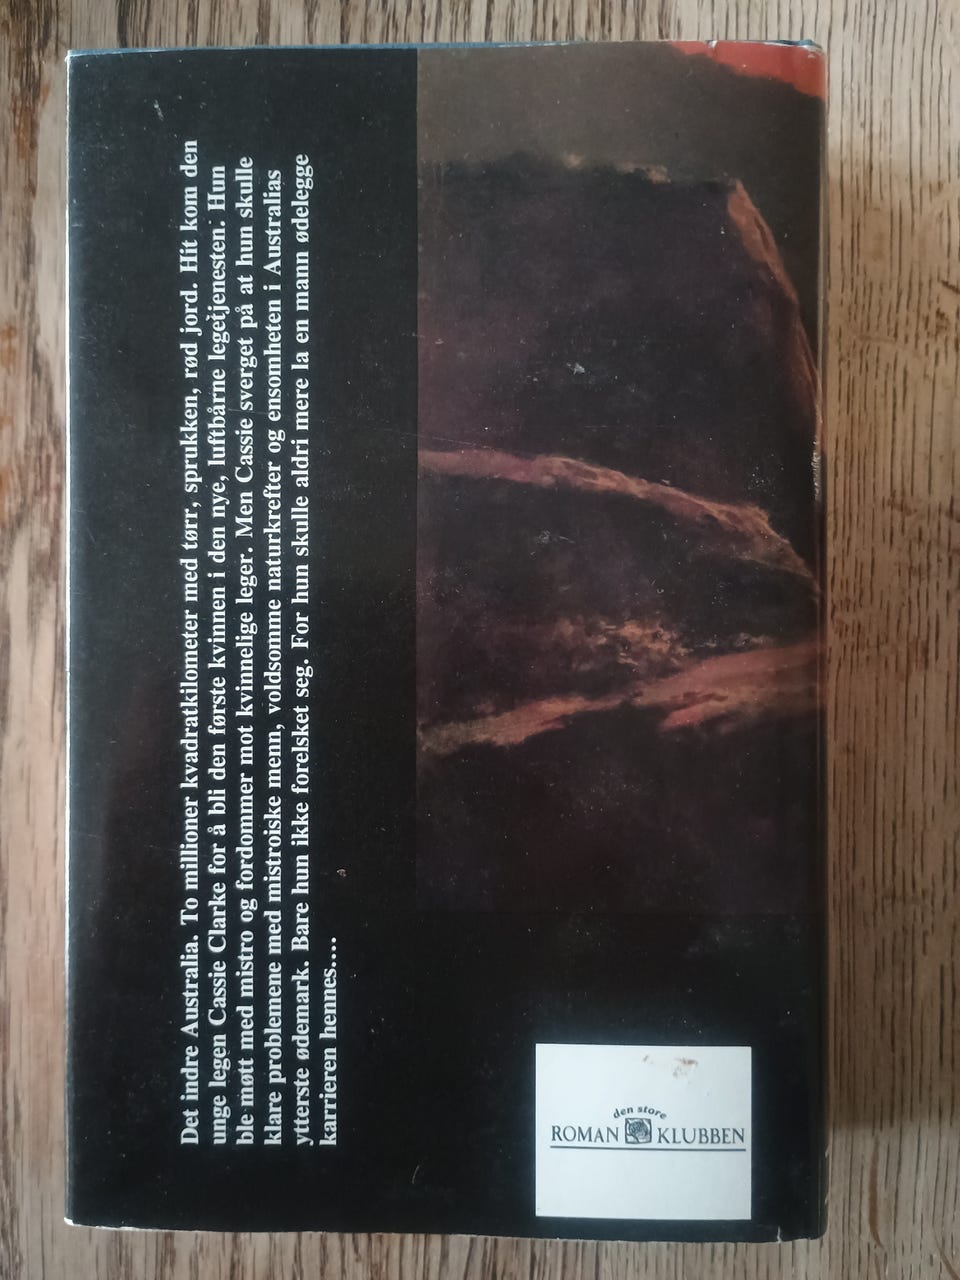 Det indre Australia. To millioner kvadratkilometer med tørr, sprukken, rød jord. Hit kom den
unge legen Cassie Clarke for å bli den første kvinnen i den nye, luftbårne legetjenesten. Hun
ble møtt med mistro og fordommer mot kvinnelige leger. Men Cassie sverget på at hun skulle
klare problemene med mistroiske menn, voldsomme naturkrefter og ensomheten i Australias
ytterste ødemark. Bare hun ikke forelsket seg. For hun skulle aldri mere la en mann ødelegge
karrieren hennes....
den store
ROMAN KLUBBEN